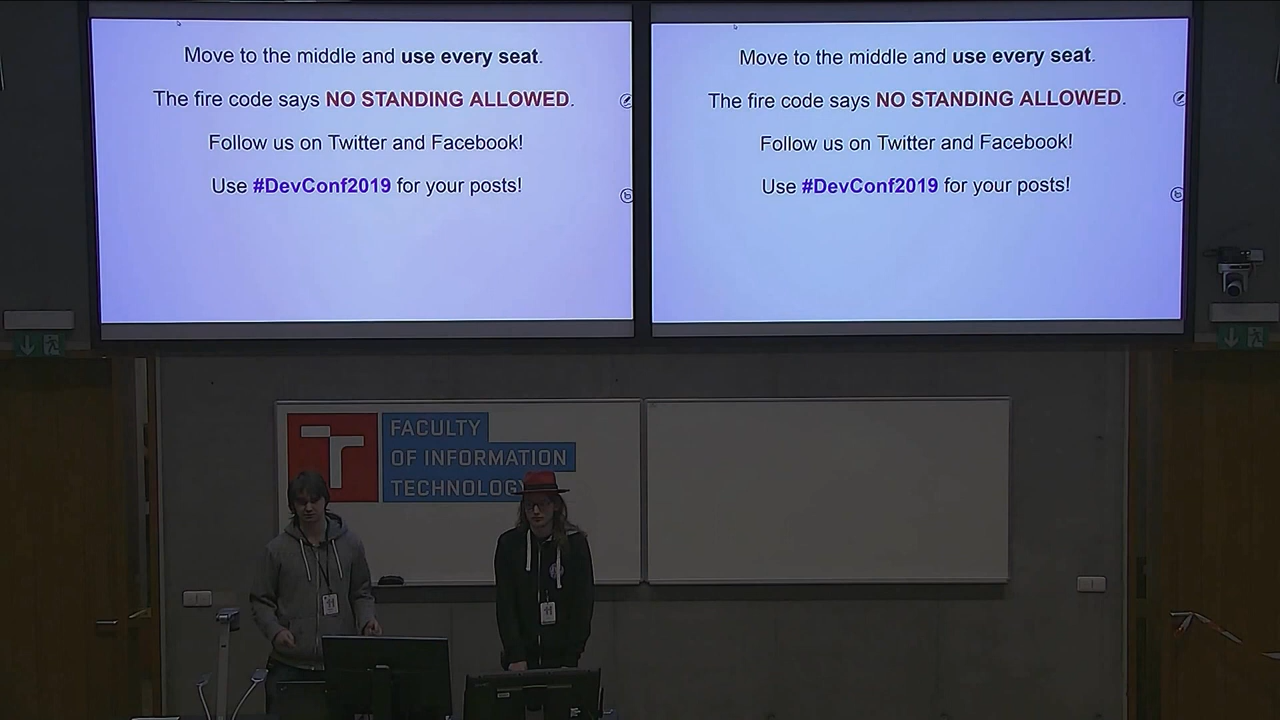 Move to the middle and use every seat.
The fire code says NO STANDING ALLOWED.
Follow us on Twitter and Facebook!
Use #DevConf2019 for your posts!
Move to the middle and use every seat.
The fire code says NO STANDING ALLOWED.
Follow us on Twitter and Facebook!
Use #DevConf2019 for your posts!
T
FACULTY
OF INFORMATION
TECHNOLOGY